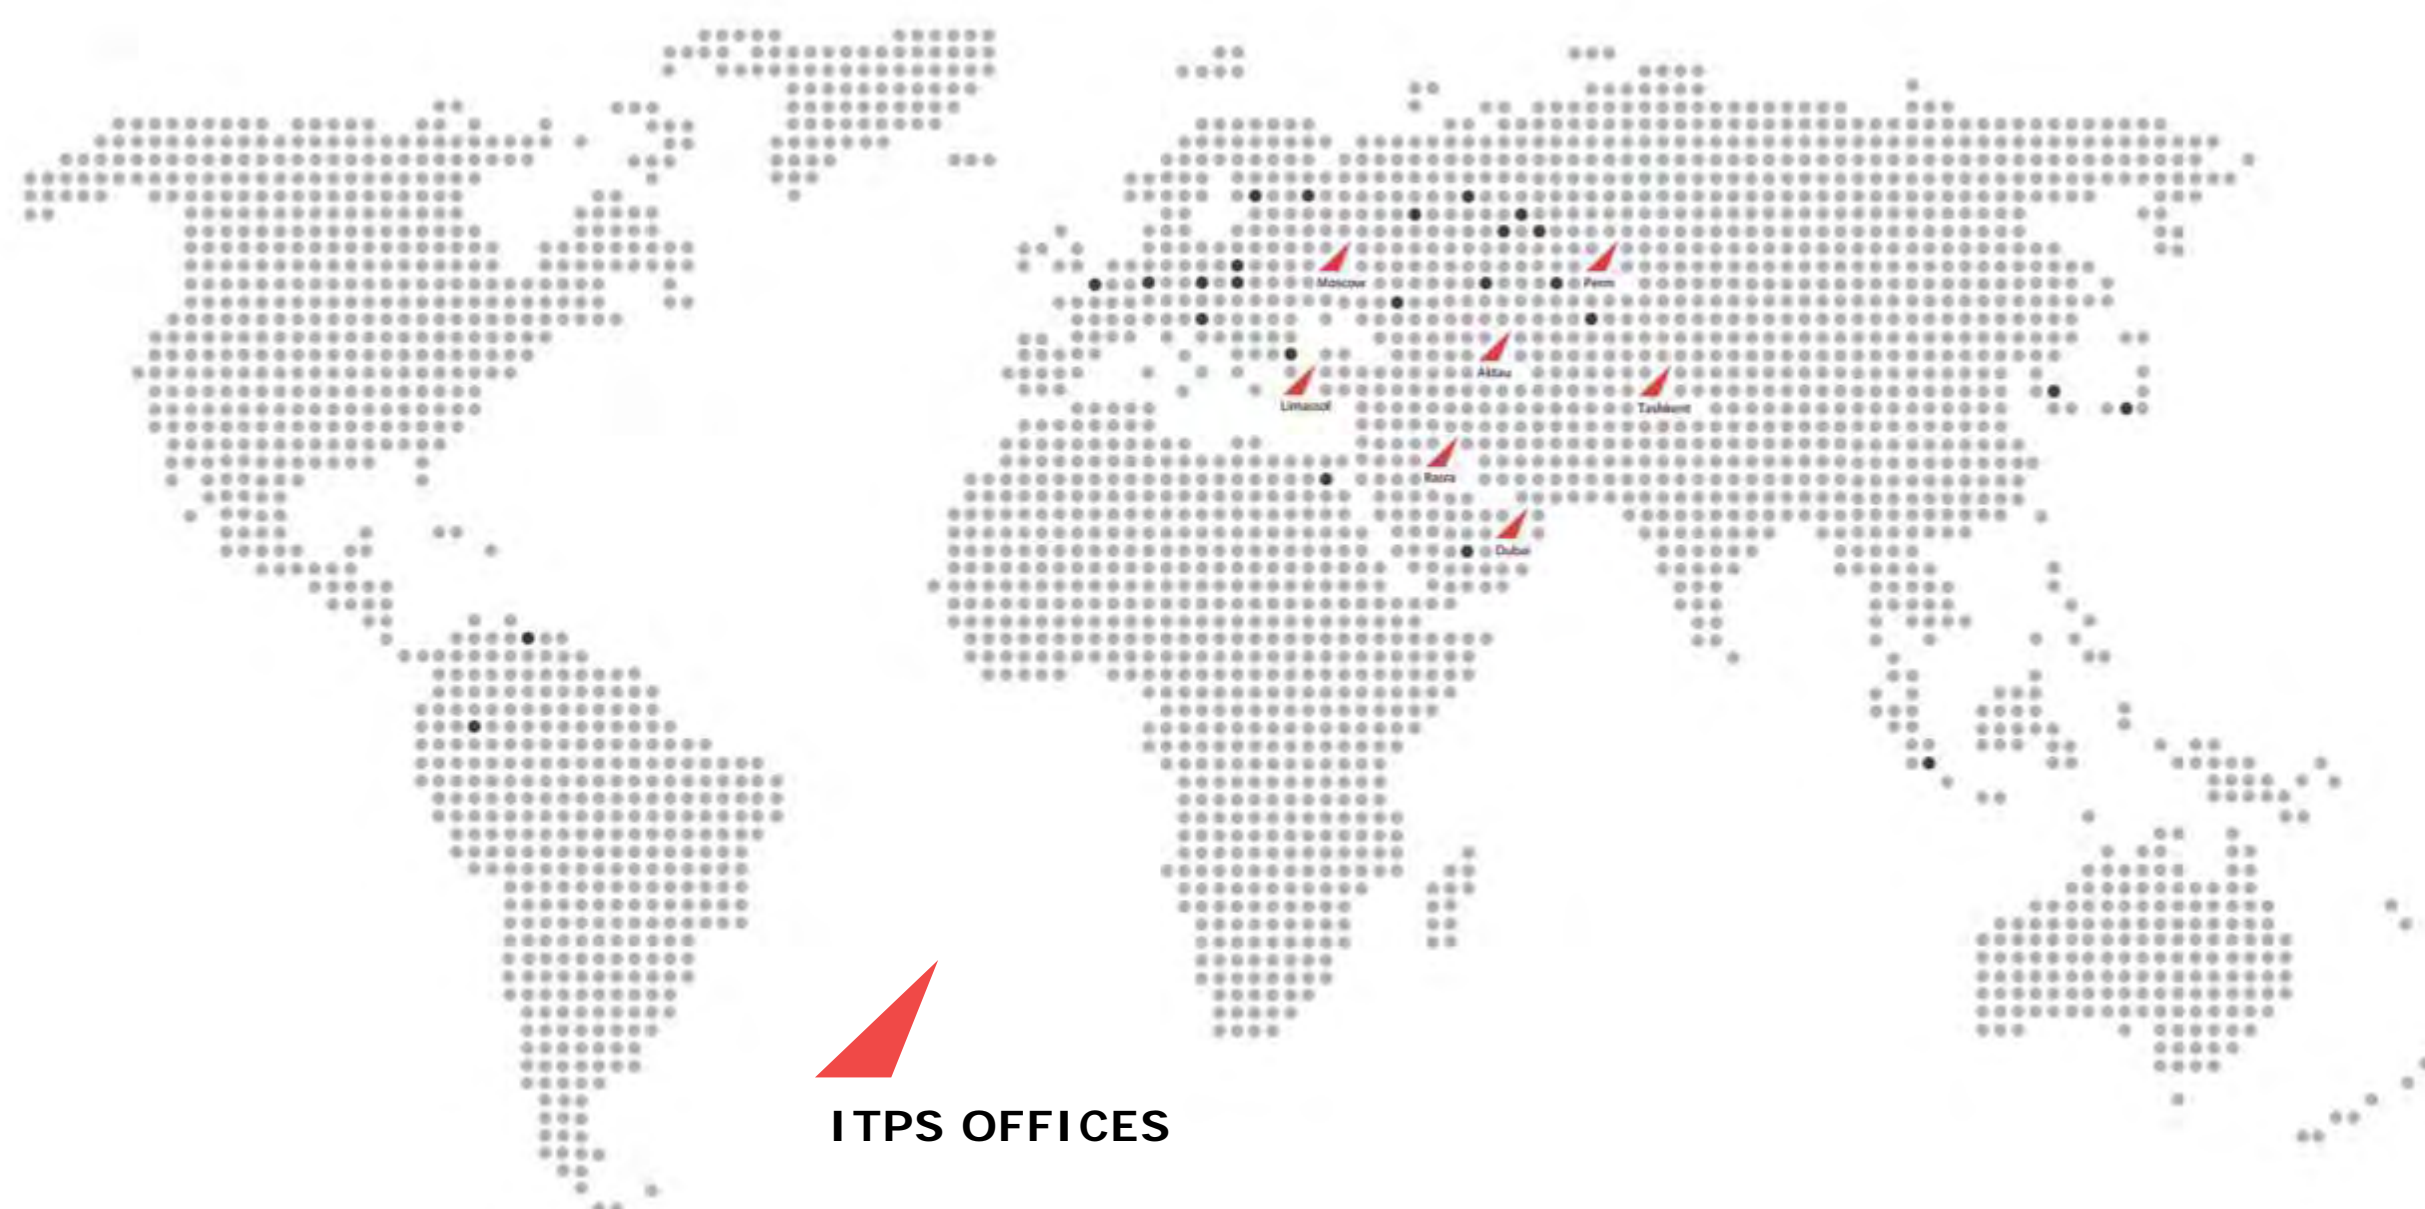 Moscow
Perm
Aktau
Limassol
Tashkent
Basra
Dubai
ITPS OFFICES